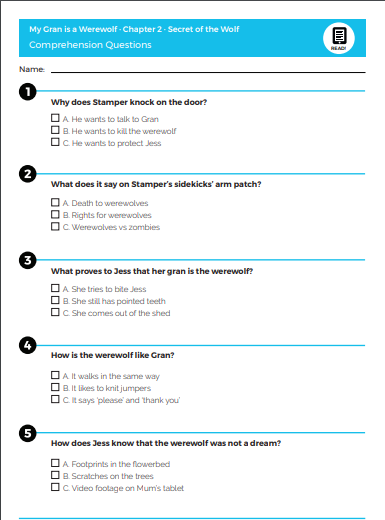 My Gran is a Werewolf - Chapter 2 - Secret of the Wolf
Comprehension Questions
READ!
Name:
1
Why does Stamper knock on the door?
A. He wants to talk to Gran
B. He wants to kill the werewolf
C. He wants to protect Jess
2
What does it say on Stamper's sidekicks' arm patch?
A. Death to werewolves
B. Rights for werewolves
C. Werewolves vs zombies
3
What proves to Jess that her gran is the werewolf?
A. She tries to bite Jess
B. She still has pointed teeth
C. She comes out of the shed
4
How is the werewolf like Gran?
A. It walks in the same way
B. It likes to knit jumpers
C. It says 'please' and 'thank you'
5
How does Jess know that the werewolf was not a dream?
A. Footprints in the flowerbed
B. Scratches on the trees
C. Video footage on Mum's tablet